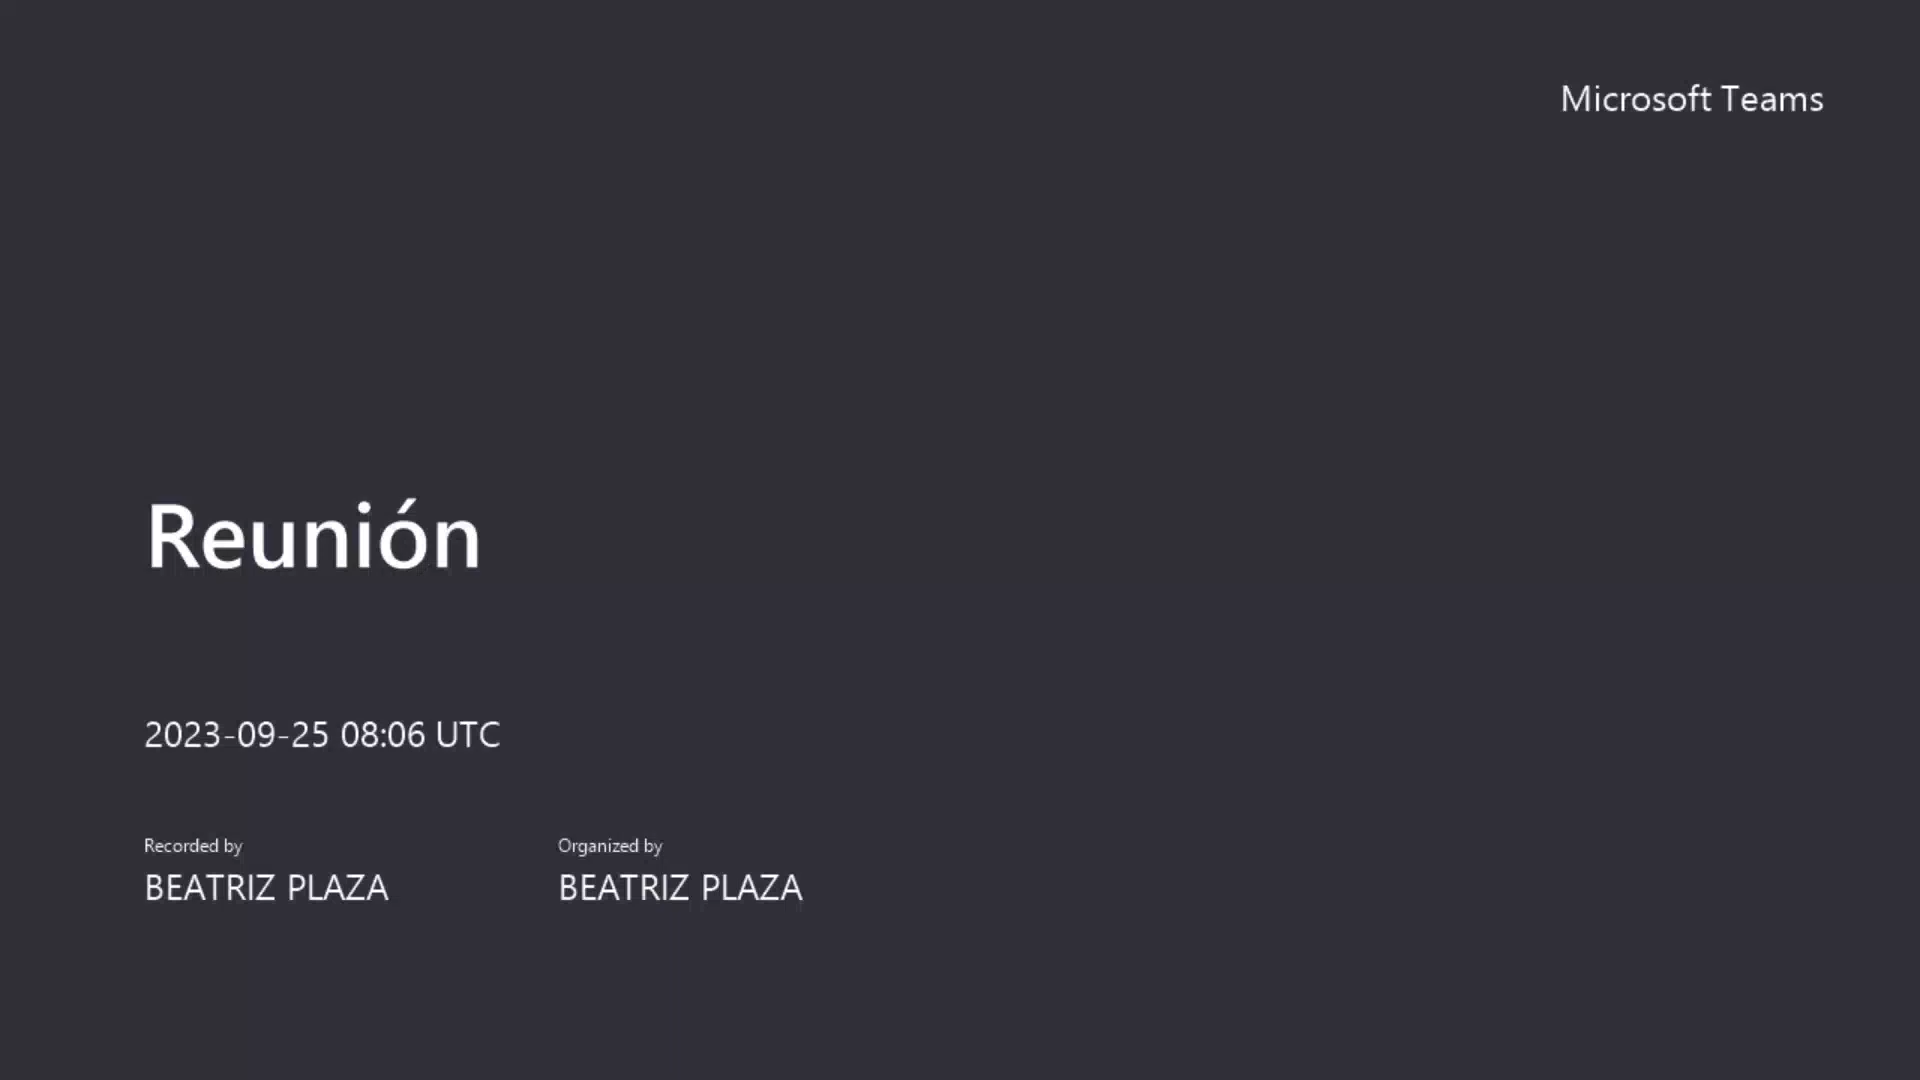 Microsoft Teams
Reunión
2023-09-25 08:06 UTC
Recorded by
BEATRIZ PLAZA
Organized by
BEATRIZ PLAZA